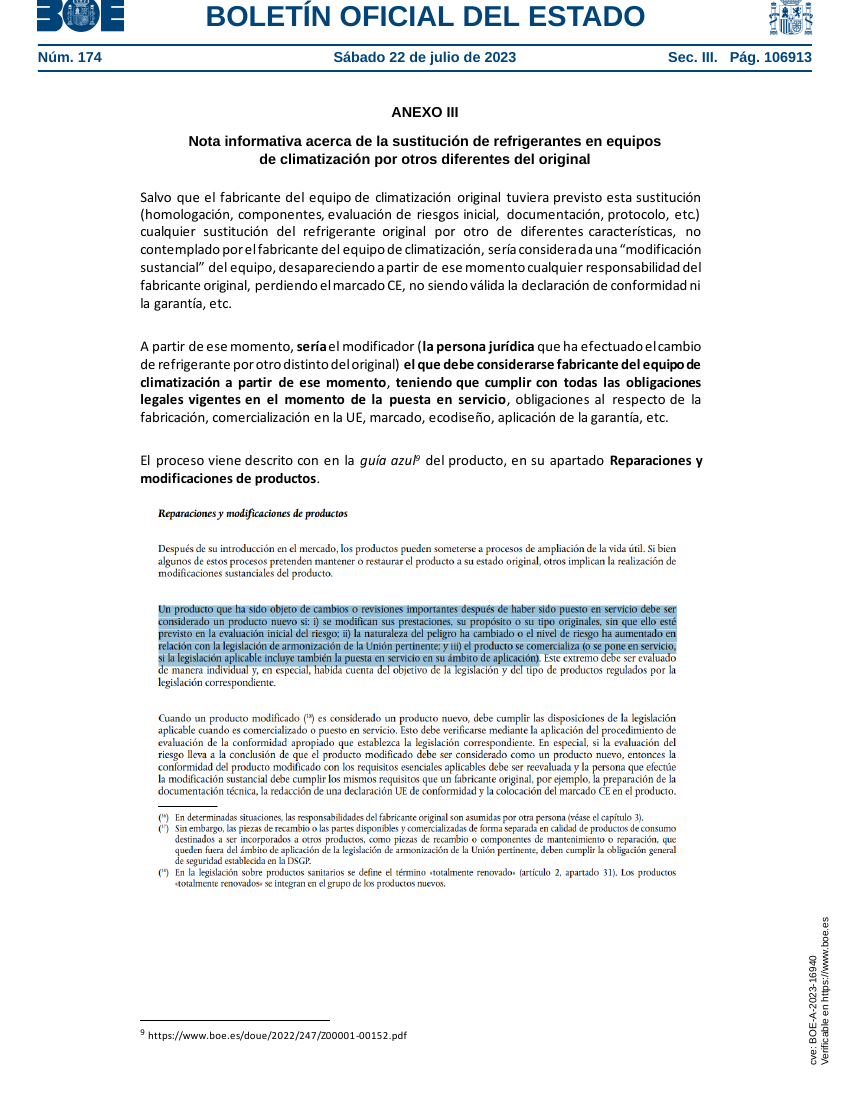 BOE
BOLETÍN OFICIAL DEL ESTADO
Núm. 174
Sábado 22 de julio de 2023
Sec. III. Pág. 106913
ANEXO III
Nota informativa acerca de la sustitución de refrigerantes en equipos
de climatización por otros diferentes del original
Salvo que el fabricante del equipo de climatización original tuviera previsto esta sustitución
(homologación, componentes, evaluación de riesgos inicial, documentación, protocolo, etc.)
cualquier sustitución del refrigerante original por otro de diferentes características, no
contemplado por el fabricante del equipo de climatización, sería considerada una “modificación
sustancial” del equipo, desapareciendo a partir de ese momento cualquier responsabilidad del
fabricante original, perdiendo el marcado CE, no siendo válida la declaración de conformidad ni
la garantía, etc.
A partir de ese momento, sería el modificador (la persona jurídica que ha efectuado el cambio
de refrigerante por otro distinto del original) el que debe considerarse fabricante del equipo de
climatización a partir de ese momento, teniendo que cumplir con todas las obligaciones
legales vigentes en el momento de la puesta en servicio, obligaciones al respecto de la
fabricación, comercialización en la UE, marcado, ecodiseño, aplicación de la garantía, etc.
El proceso viene descrito con en la guía azul⁹ del producto, en su apartado Reparaciones y
modificaciones de productos.
Reparaciones y modificaciones de productos
Después de su introducción en el mercado, los productos pueden someterse a procesos de ampliación de la vida útil. Si bien
algunos de estos procesos pretenden mantener o restaurar el producto a su estado original, otros implican la realización de
modificaciones sustanciales del producto.
Un producto que ha sido objeto de cambios o revisiones importantes después de haber sido puesto en servicio debe ser
considerado un producto nuevo si: i) se modifican sus prestaciones, su propósito o su tipo originales, sin que ello esté
previsto en la evaluación inicial del riesgo; ii) la naturaleza del peligro ha cambiado o el nivel de riesgo ha aumentado en
relación con la legislación de armonización de la Unión pertinente; y iii) el producto se comercializa (o se pone en servicio,
si la legislación aplicable incluye también la puesta en servicio en su ámbito de aplicación). Este extremo debe ser evaluado
de manera individual y, en especial, habida cuenta del objetivo de la legislación y del tipo de productos regulados por la
legislación correspondiente.
Cuando un producto modificado (¹⁸) es considerado un producto nuevo, debe cumplir las disposiciones de la legislación
aplicable cuando es comercializado o puesto en servicio. Esto debe verificarse mediante la aplicación del procedimiento de
evaluación de la conformidad apropiado que establezca la legislación correspondiente. En especial, si la evaluación del
riesgo lleva a la conclusión de que el producto modificado debe ser considerado como un producto nuevo, entonces la
conformidad del producto modificado con los requisitos esenciales aplicables debe ser reevaluada y la persona que efectúe
la modificación sustancial debe cumplir los mismos requisitos que un fabricante original, por ejemplo, la preparación de la
documentación técnica, la redacción de una declaración UE de conformidad y la colocación del marcado CE en el producto.
(¹⁶) En determinadas situaciones, las responsabilidades del fabricante original son asumidas por otra persona (véase el capítulo 3).
(¹⁷) Sin embargo, las piezas de recambio o las partes disponibles y comercializadas de forma separada en calidad de productos de consumo
destinados a ser incorporados a otros productos, como piezas de recambio o componentes de mantenimiento o reparación, que
queden fuera del ámbito de aplicación de la legislación de armonización de la Unión pertinente, deben cumplir la obligación general
de seguridad establecida en la DSGP.
(¹⁸) En la legislación sobre productos sanitarios se define el término «totalmente renovado» (artículo 2, apartado 31). Los productos
«totalmente renovados» se integran en el grupo de los productos nuevos.
⁹ https://www.boe.es/doue/2022/247/Z00001-00152.pdf
cve: BOE-A-2023-16940
Verificable en https://www.boe.es